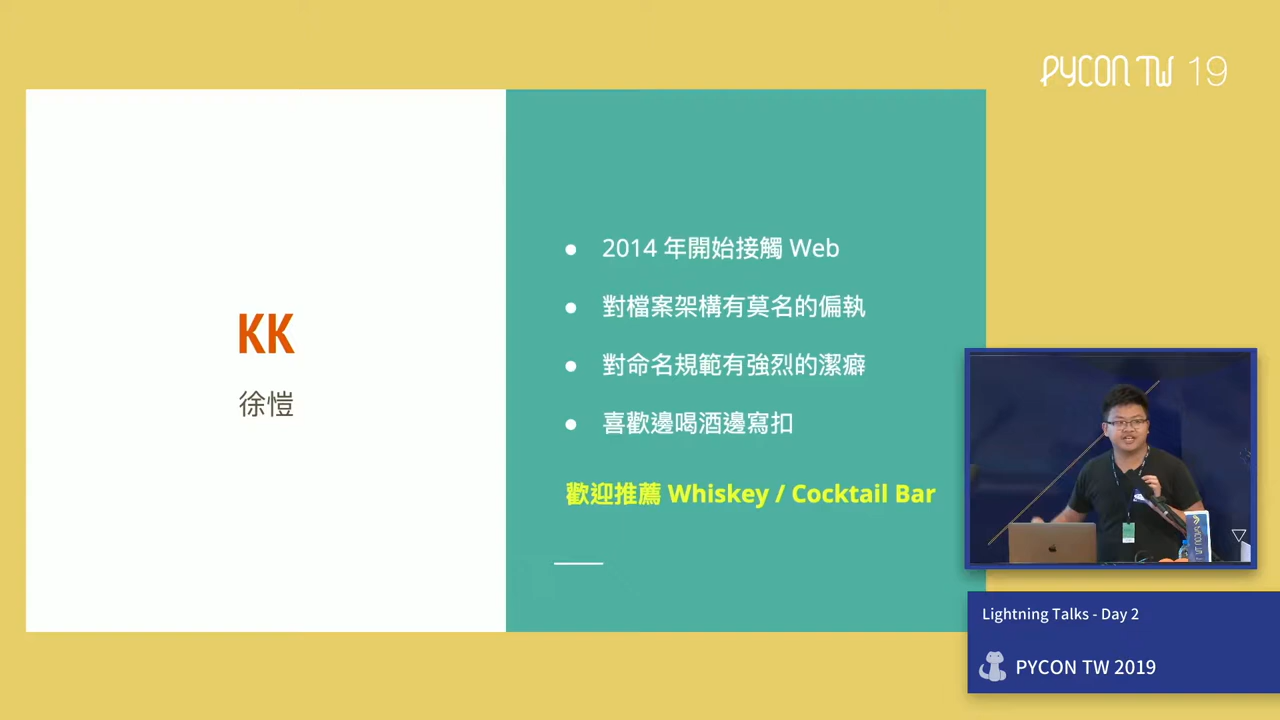 PYCON TW 19
KK
徐愷
2014 年開始接觸 Web
對檔案架構有莫名的偏執
對命名規範有強烈的潔癖
喜歡邊喝酒邊寫扣
歡迎推薦 Whiskey / Cocktail Bar
Lightning Talks - Day 2
PYCON TW 2019